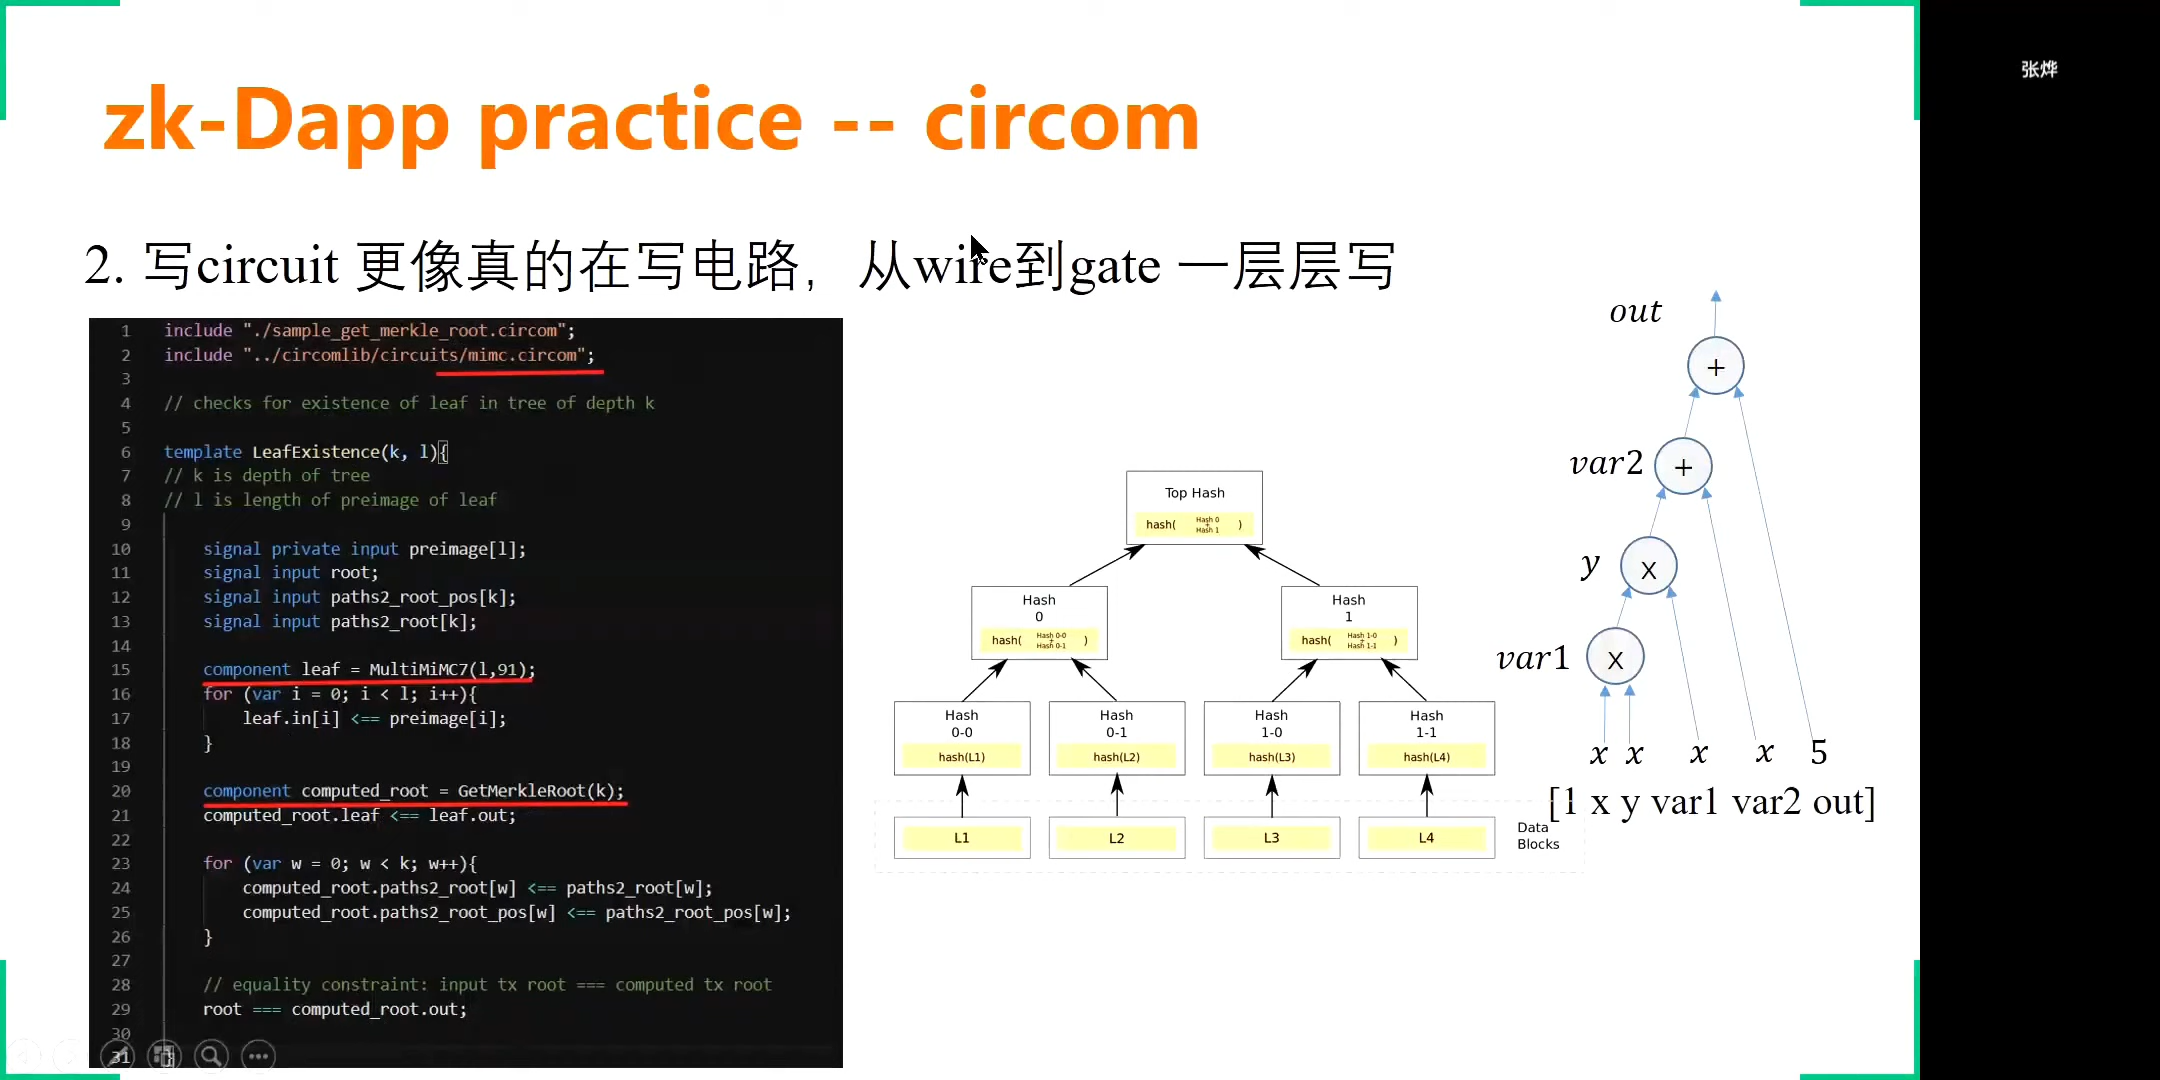 张烨
zk-Dapp practice -- circom
2. 写circuit 更像真的在写电路，从wire到gate 一层层写
1 include "./sample_get_merkle_root.circom";
2 include "../circomlib/circuits/mimc.circom";
3
4 // checks for existence of leaf in tree of depth k
5
6 template LeafExistence(k, l){
7 // k is depth of tree
8 // l is length of preimage of leaf
9
10 signal private input preimage[l];
11 signal input root;
12 signal input paths2_root_pos[k];
13 signal input paths2_root[k];
14
15 component leaf = MultiMiMC7(l,91);
16 for (var i = 0; i < l; i++){
17 leaf.in[i] <== preimage[i];
18 }
19
20 component computed_root = GetMerkleRoot(k);
21 computed_root.leaf <== leaf.out;
22
23 for (var w = 0; w < k; w++){
24 computed_root.paths2_root[w] <== paths2_root[w];
25 computed_root.paths2_root_pos[w] <== paths2_root_pos[w];
26 }
27
28 // equality constraint: input tx root === computed tx root
29 root === computed_root.out;
30
31 }
Top Hash
hash( Hash 0 + Hash 1 )
Hash 0
hash( Hash 0-0 + Hash 0-1 )
Hash 1
hash( Hash 1-0 + Hash 1-1 )
Hash 0-0
hash(L1)
Hash 0-1
hash(L2)
Hash 1-0
hash(L3)
Hash 1-1
hash(L4)
L1
L2
L3
L4
Data
Blocks
out
+
var2
+
y
x
var1
x
x x x x 5
[1 x y var1 var2 out]